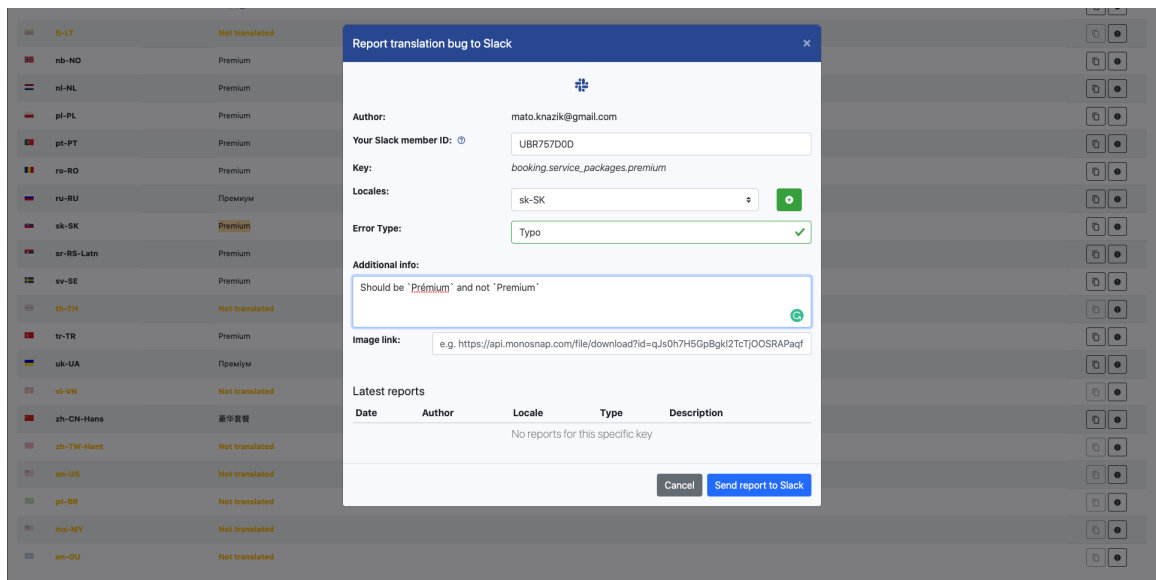 lt-LT Not translated
nb-NO Premium
nl-NL Premium
pl-PL Premium
pt-PT Premium
ro-RO Premium
ru-RU Премиум
sk-SK Premium
sr-RS-Latn Premium
sv-SE Premium
th-TH Not translated
tr-TR Premium
uk-UA Преміум
vi-VN Not translated
zh-CN-Hans 豪华套餐
zh-TW-Hant Not translated
en-US Not translated
pt-BR Not translated
ms-MY Not translated
en-GU Not translated
Report translation bug to Slack ×
Author: mato.knazik@gmail.com
Your Slack member ID: UBR757D0D
Key: booking.service_packages.premium
Locales: sk-SK
Error Type: Typo
Additional info:
Should be `Prémium` and not `Premium`
Image link: e.g. https://api.monosnap.com/file/download?id=qJs0h7H5GpBgkI2TcTjOOSRAPaqf
Latest reports
Date Author Locale Type Description
No reports for this specific key
Cancel Send report to Slack